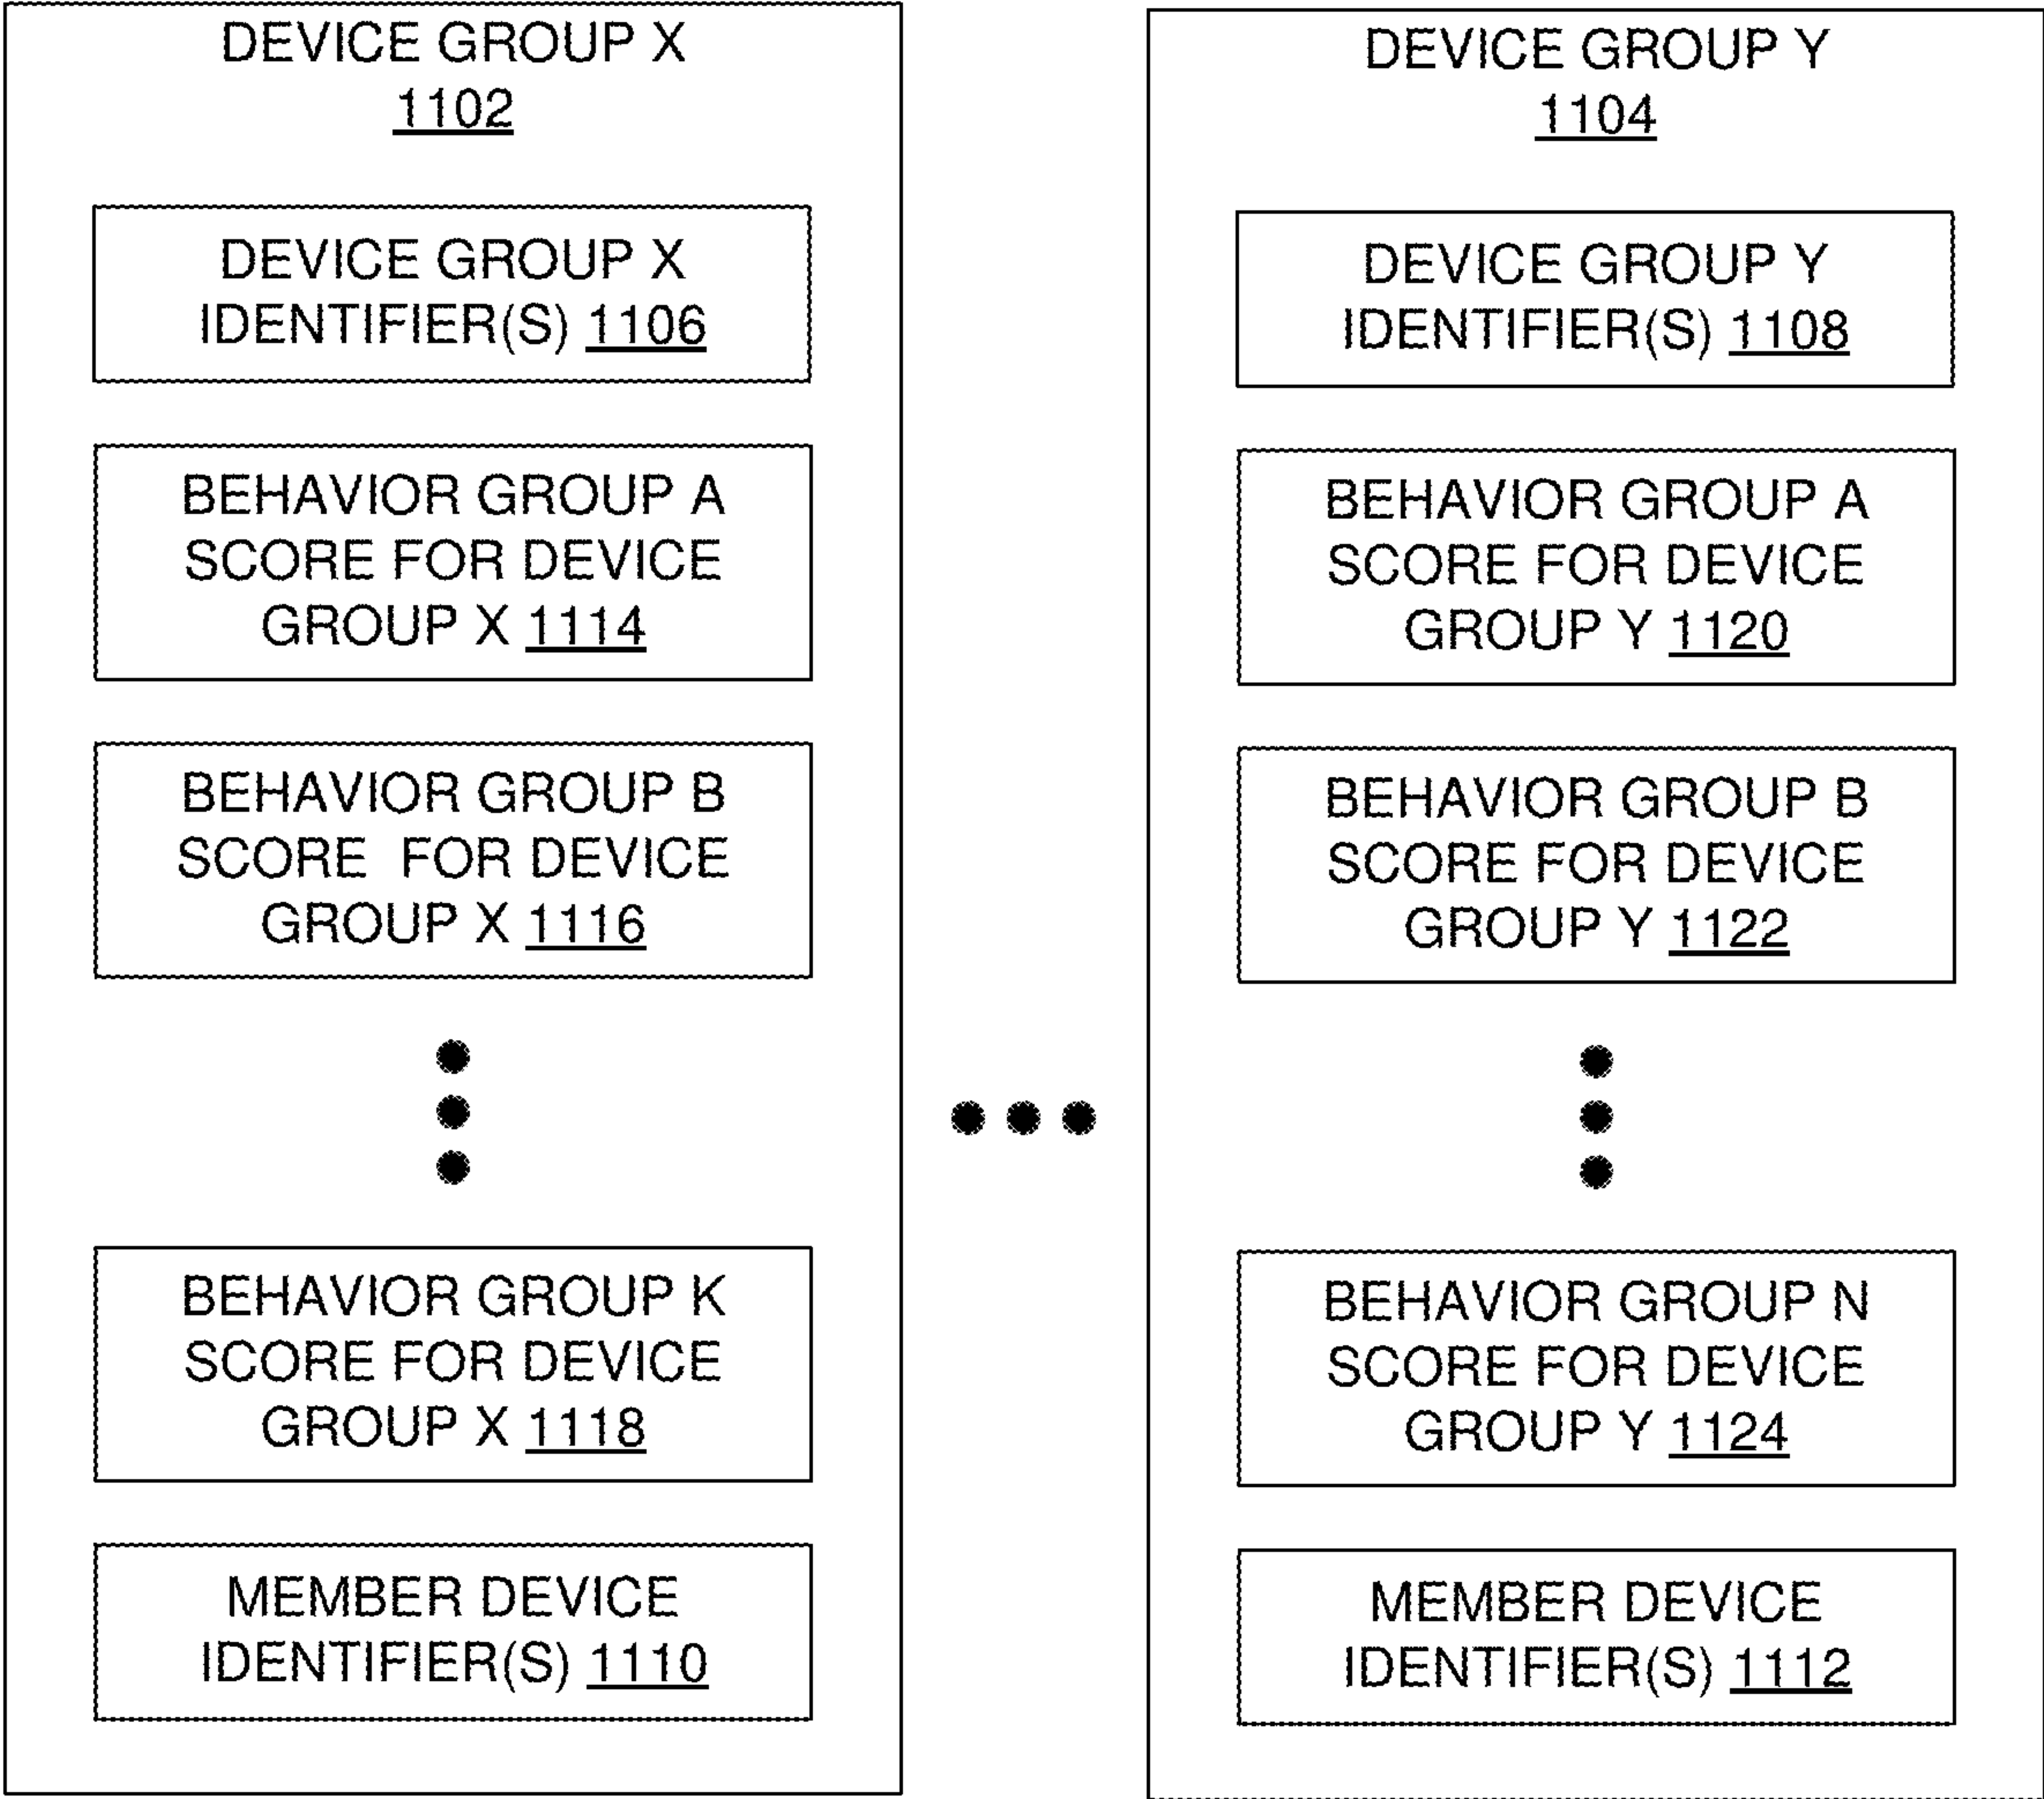 DEVICE GROUP X
1102
DEVICE GROUP X
IDENTIFIER(S) 1106
BEHAVIOR GROUP A
SCORE FOR DEVICE
GROUP X 1114
BEHAVIOR GROUP B
SCORE FOR DEVICE
GROUP X 1116
BEHAVIOR GROUP K
SCORE FOR DEVICE
GROUP X 1118
MEMBER DEVICE
IDENTIFIER(S) 1110
DEVICE GROUP Y
1104
DEVICE GROUP Y
IDENTIFIER(S) 1108
BEHAVIOR GROUP A
SCORE FOR DEVICE
GROUP Y 1120
BEHAVIOR GROUP B
SCORE FOR DEVICE
GROUP Y 1122
BEHAVIOR GROUP N
SCORE FOR DEVICE
GROUP Y 1124
MEMBER DEVICE
IDENTIFIER(S) 1112